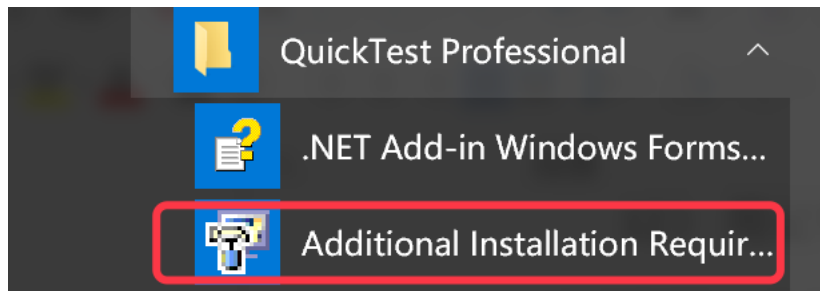 QuickTest Professional
.NET Add-in Windows Forms...
Additional Installation Requir...